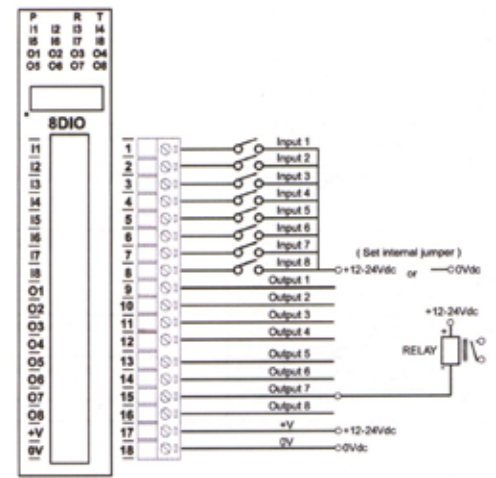 P R T
I1 I2 I3 I4
I5 I6 I7 I8
O1 O2 O3 O4
O5 O6 O7 O8
8DIO
I1 1 Input 1
I2 2 Input 2
I3 3 Input 3
I4 4 Input 4
I5 5 Input 5
I6 6 Input 6
I7 7 Input 7
( Set internal jumper )
I8 8 Input 8 +12-24Vdc or 0Vdc
O1 9 Output 1
O2 10 Output 2
O3 11 Output 3
+12-24Vdc
O4 12 Output 4
+
RELAY
O5 13 Output 5
-
O6 14 Output 6
O7 15 Output 7
O8 16 Output 8
+V 17 +V +12-24Vdc
0V 18 0V 0Vdc